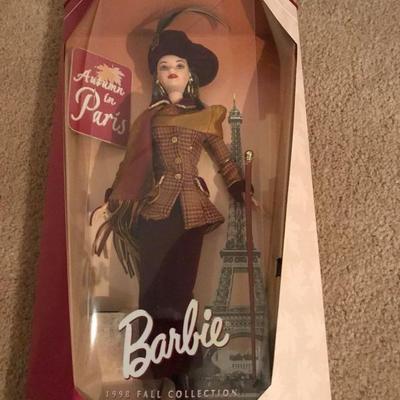 Autumn
in
Paris
Barbie
1998 FALL COLLECTION